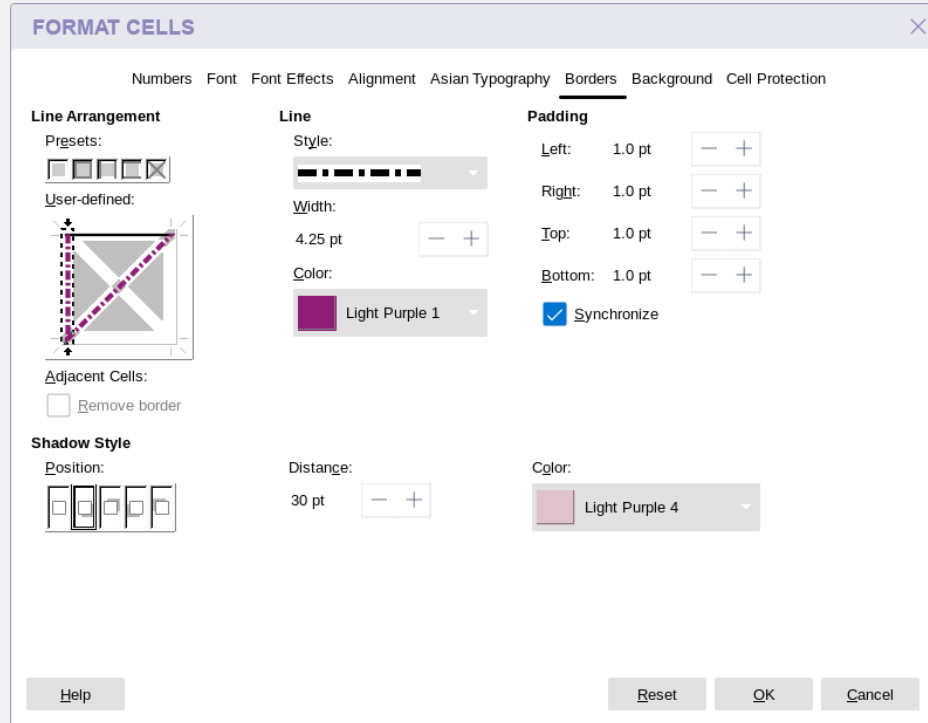 FORMAT CELLS
Numbers Font Font Effects Alignment Asian Typography Borders Background Cell Protection
Line Arrangement Line Padding
Presets: Style: Left: 1.0 pt
Right: 1.0 pt
User-defined: Width:
4.25 pt Top: 1.0 pt
Color: Bottom: 1.0 pt
Light Purple 1 Synchronize
Adjacent Cells:
Remove border
Shadow Style
Position: Distance: Color:
30 pt Light Purple 4
Help Reset OK Cancel